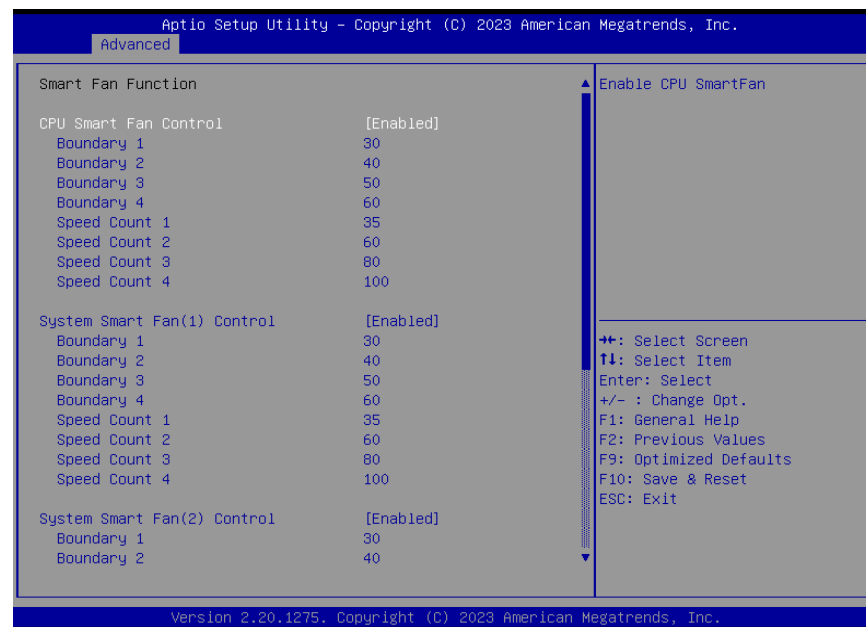 Aptio Setup Utility – Copyright (C) 2023 American Megatrends, Inc.
Advanced
Smart Fan Function
CPU Smart Fan Control [Enabled]
Boundary 1 30
Boundary 2 40
Boundary 3 50
Boundary 4 60
Speed Count 1 35
Speed Count 2 60
Speed Count 3 80
Speed Count 4 100
System Smart Fan(1) Control [Enabled]
Boundary 1 30
Boundary 2 40
Boundary 3 50
Boundary 4 60
Speed Count 1 35
Speed Count 2 60
Speed Count 3 80
Speed Count 4 100
System Smart Fan(2) Control [Enabled]
Boundary 1 30
Boundary 2 40
Enable CPU SmartFan
→←: Select Screen
↑↓: Select Item
Enter: Select
+/- : Change Opt.
F1: General Help
F2: Previous Values
F9: Optimized Defaults
F10: Save & Reset
ESC: Exit
Version 2.20.1275. Copyright (C) 2023 American Megatrends, Inc.